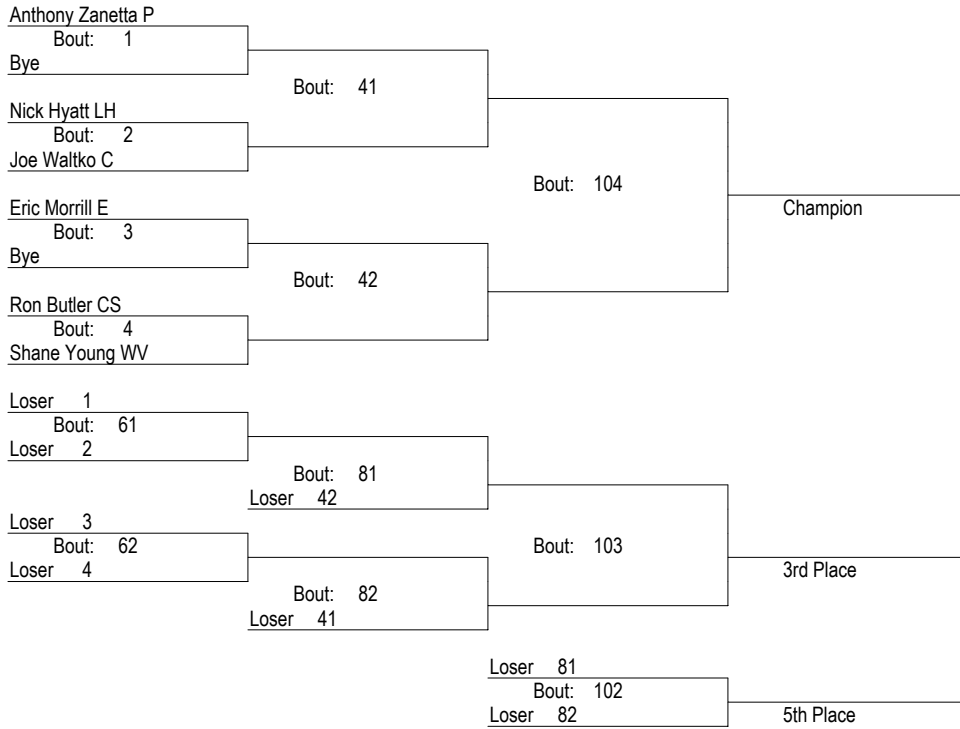 Anthony Zanetta P
Bout: 1
Bye
Bout: 41
Nick Hyatt LH
Bout: 2
Joe Waltko C
Bout: 104
Champion
Eric Morrill E
Bout: 3
Bye
Bout: 42
Ron Butler CS
Bout: 4
Shane Young WV
Loser 1
Bout: 61
Loser 2
Bout: 81
Loser 42
Loser 3
Bout: 62
Loser 4
Bout: 103
3rd Place
Bout: 82
Loser 41
Loser 81
Bout: 102
Loser 82
5th Place